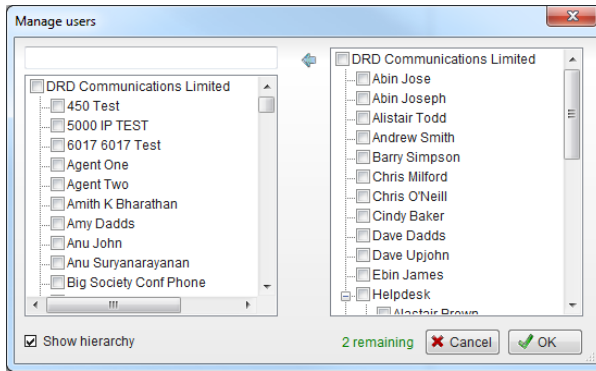 Manage users
DRD Communications Limited
450 Test
5000 IP TEST
6017 6017 Test
Agent One
Agent Two
Amith K Bharathan
Amy Dadds
Anu John
Anu Suryanarayan
Big Society Conf Phone
DRD Communications Limited
Abin Jose
Abin Joseph
Alistair Todd
Andrew Smith
Barry Simpson
Chris Milford
Chris O'Neill
Cindy Baker
Dave Dadds
Dave Upjohn
Ebin James
Helpdesk
Alastair Brown
Show hierarchy
2 remaining
Cancel
OK